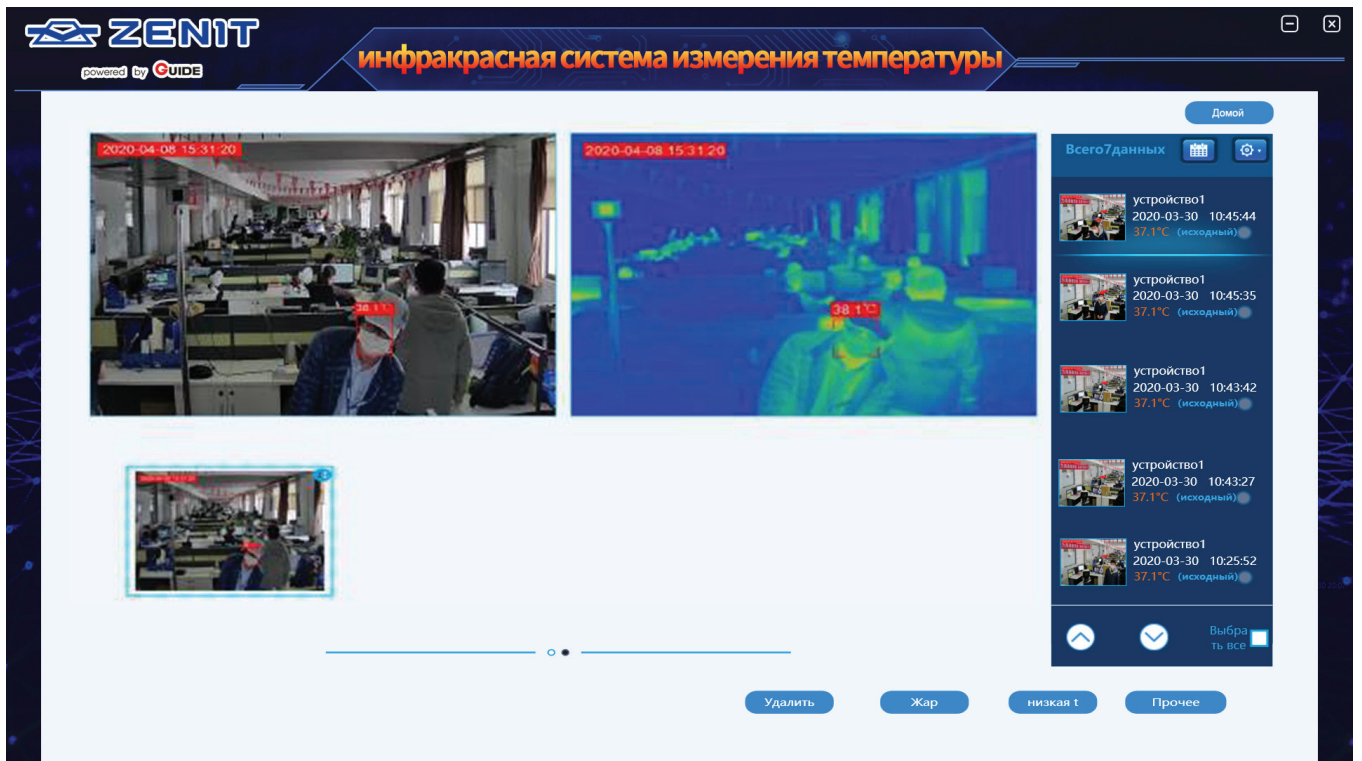 ZENIT
powered by GUIDE
инфракрасная система измерения температуры
Домой
2020-04-08 15:31:20
38.1°C
2020-04-08 15:31:20
38.1°C
Всего7данных
устройство1
2020-03-30 10:45:44
37.1°C (исходный)
устройство1
2020-03-30 10:45:35
37.1°C (исходный)
устройство1
2020-03-30 10:43:42
37.1°C (исходный)
устройство1
2020-03-30 10:43:27
37.1°C (исходный)
устройство1
2020-03-30 10:25:52
37.1°C (исходный)
Выбра
ть все
Удалить
Жар
низкая t
Прочее